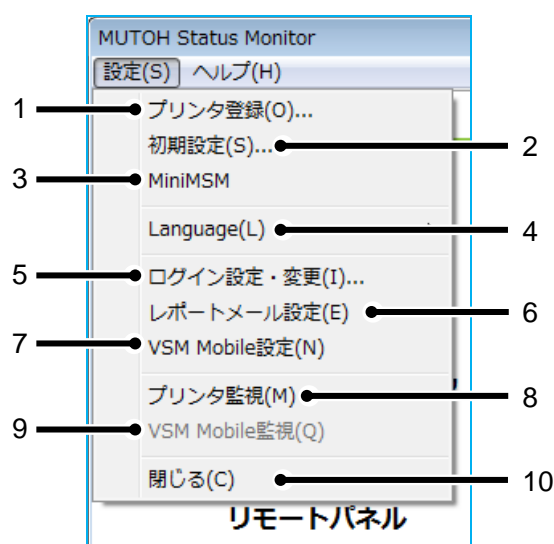 MUTOH Status Monitor
設定(S) ヘルプ(H)
1 プリンタ登録(O)...
初期設定(S)... 2
3 MiniMSM
Language(L) 4
5 ログイン設定・変更(I)...
レポートメール設定(E) 6
7 VSM Mobile設定(N)
プリンタ監視(M) 8
9 VSM Mobile監視(Q)
閉じる(C) 10
リモートパネル